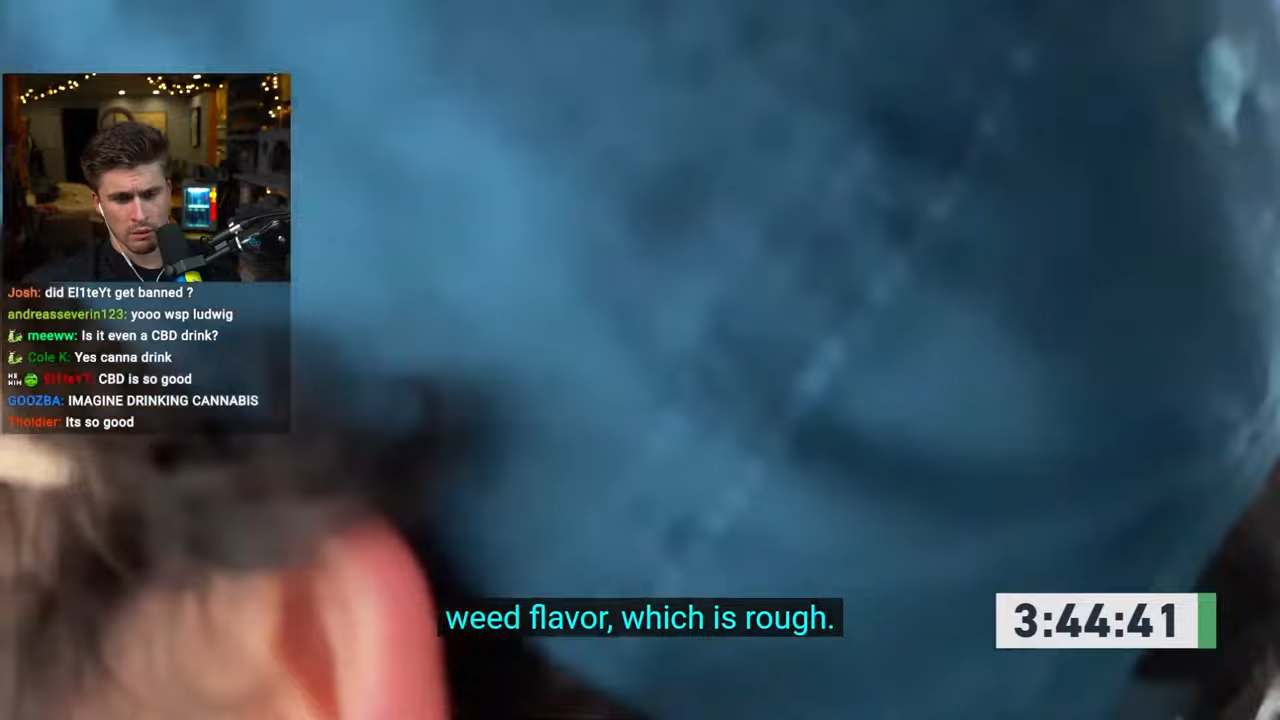 Josh: did El1teYt get banned ?
andreasseverin123: yooo wsp ludwig
meeww: Is it even a CBD drink?
Cole K: Yes canna drink
El1teYT: CBD is so good
GOOZBA: IMAGINE DRINKING CANNABIS
Tholdier: Its so good
weed flavor, which is rough.
3:44:41